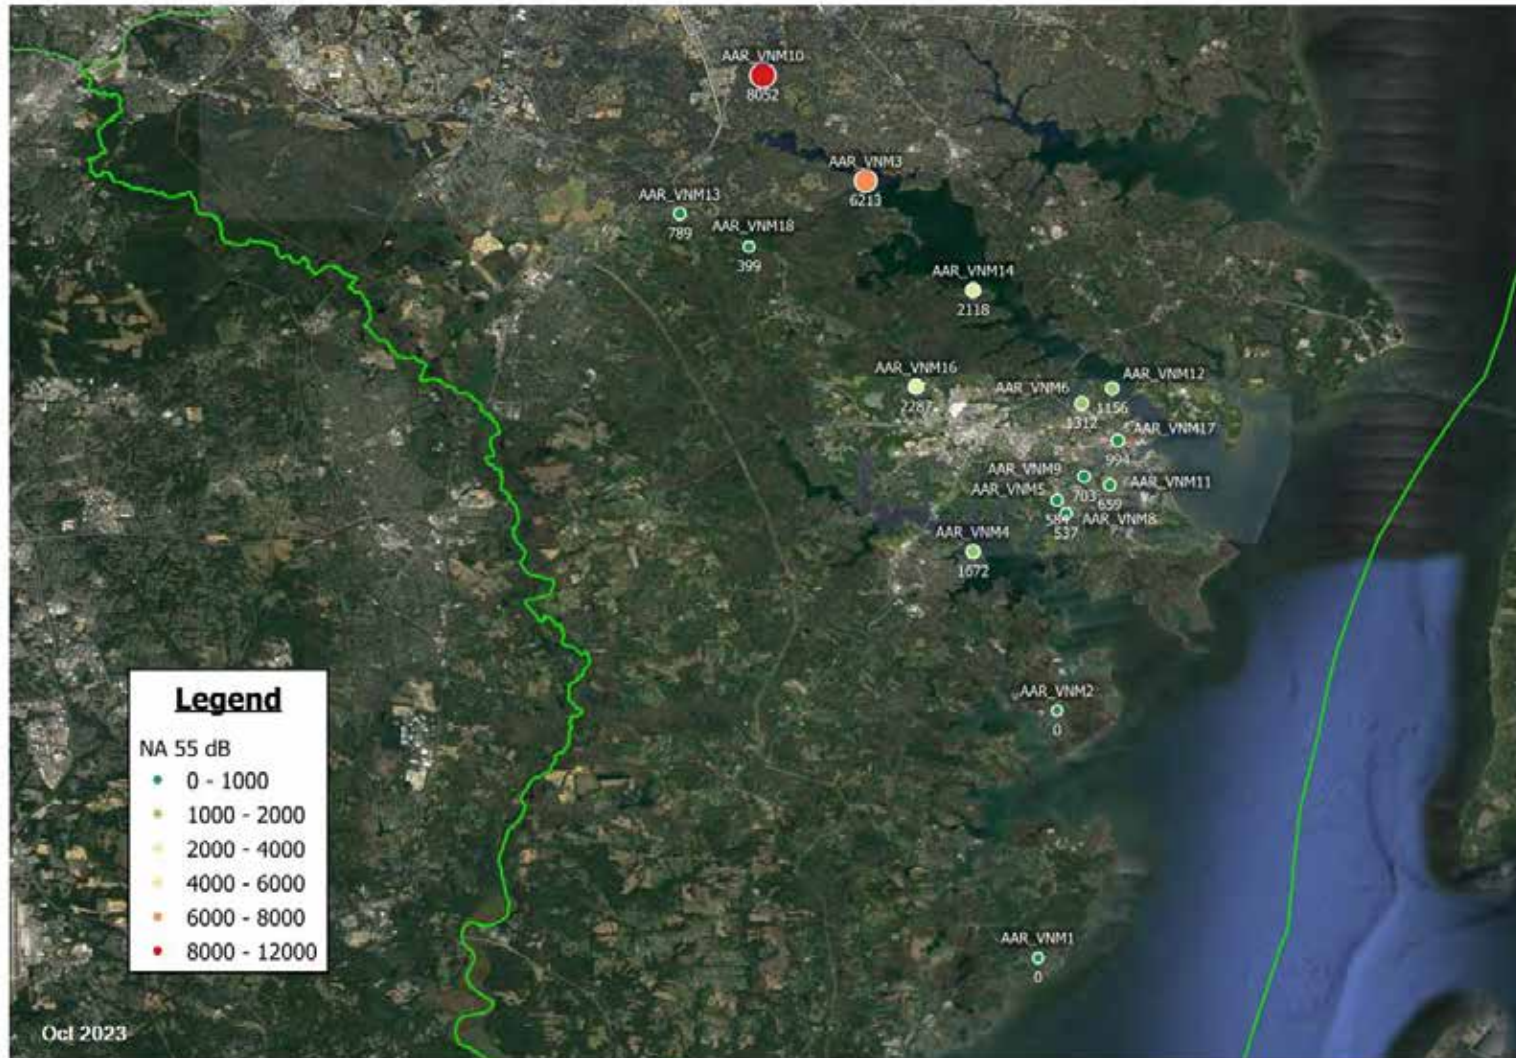 AAR_VNM10
8052
AAR_VNM3
6213
AAR_VNM13
789
AAR_VNM18
399
AAR_VNM14
2118
AAR_VNM16
2287
AAR_VNM6
1312
AAR_VNM12
1156
AAR_VNM17
994
AAR_VNM9
703
AAR_VNM11
659
AAR_VNM5
584
AAR_VNM8
537
AAR_VNM4
1672
AAR_VNM2
0
AAR_VNM1
0
Legend
NA 55 dB
0 - 1000
1000 - 2000
2000 - 4000
4000 - 6000
6000 - 8000
8000 - 12000
Oct 2023